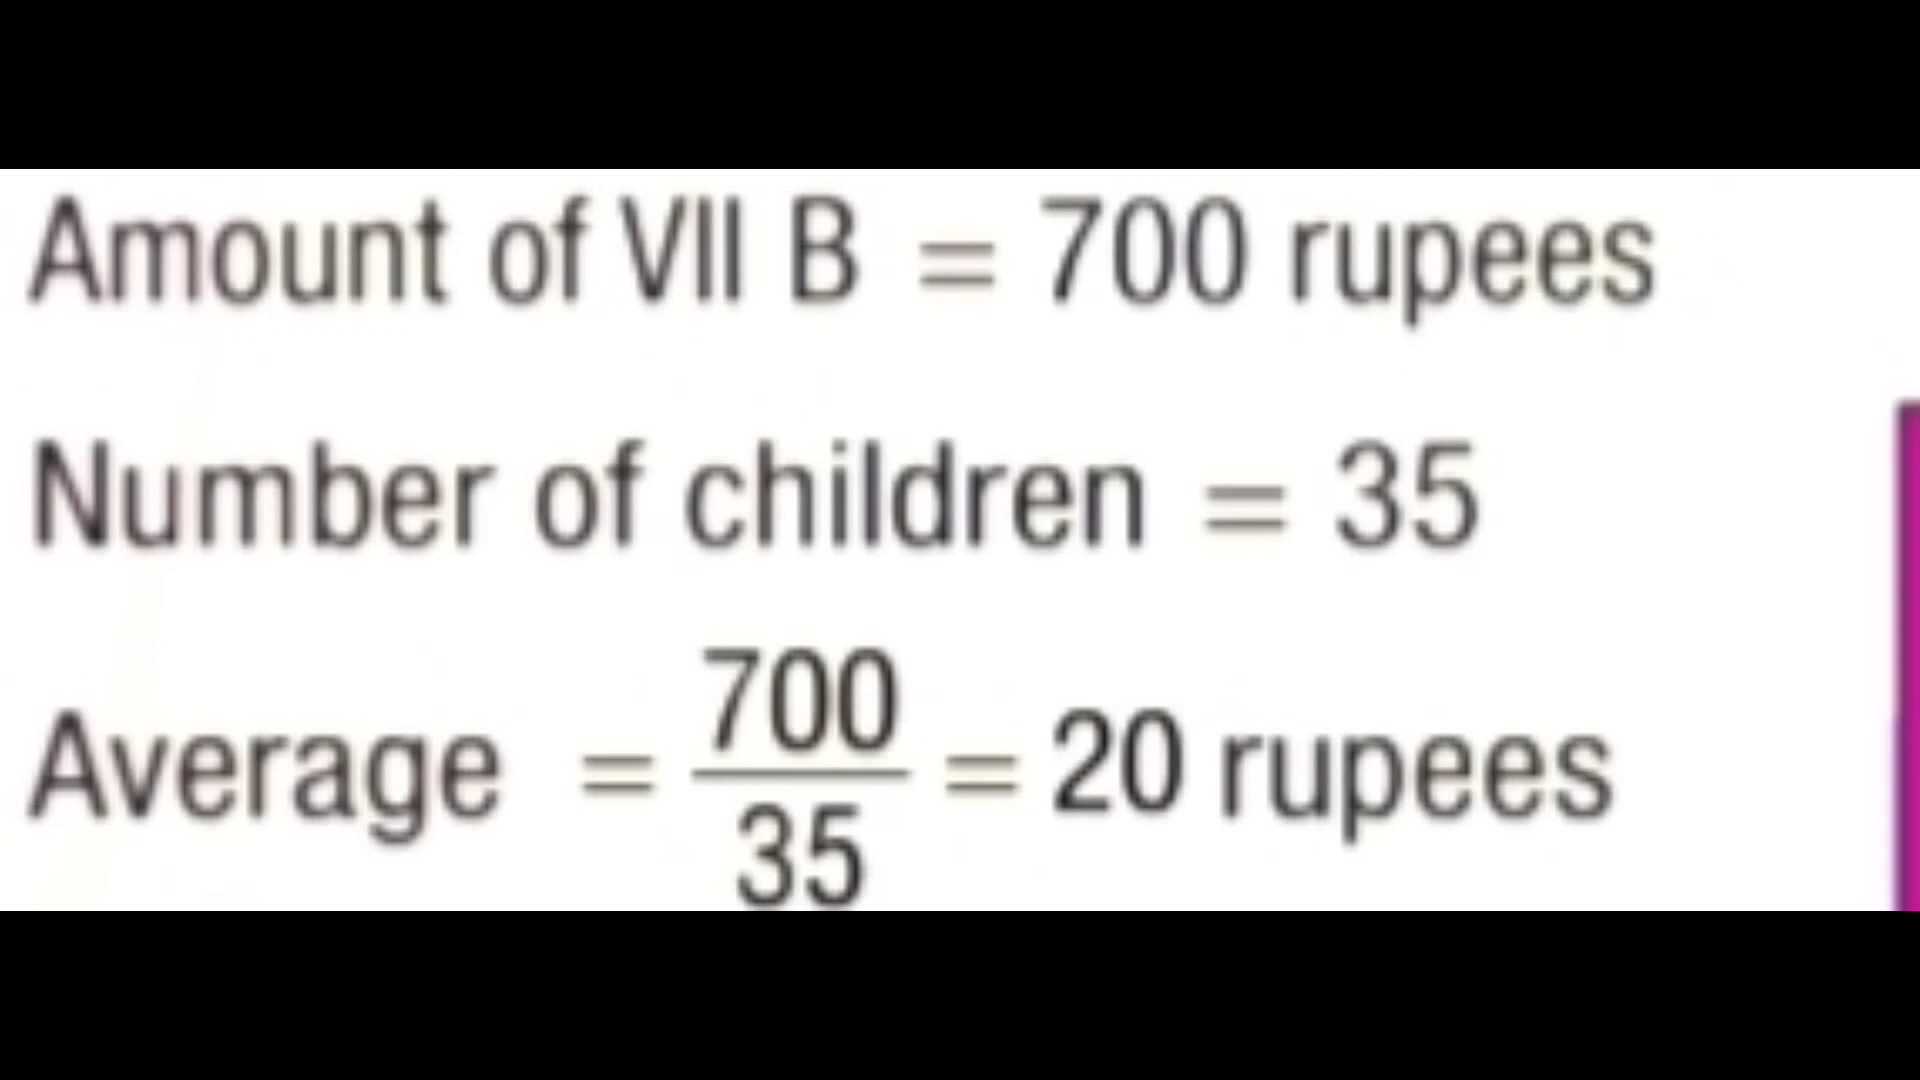 Amount of VII B = 700 rupees
Number of children = 35
Average = 700/35 = 20 rupees